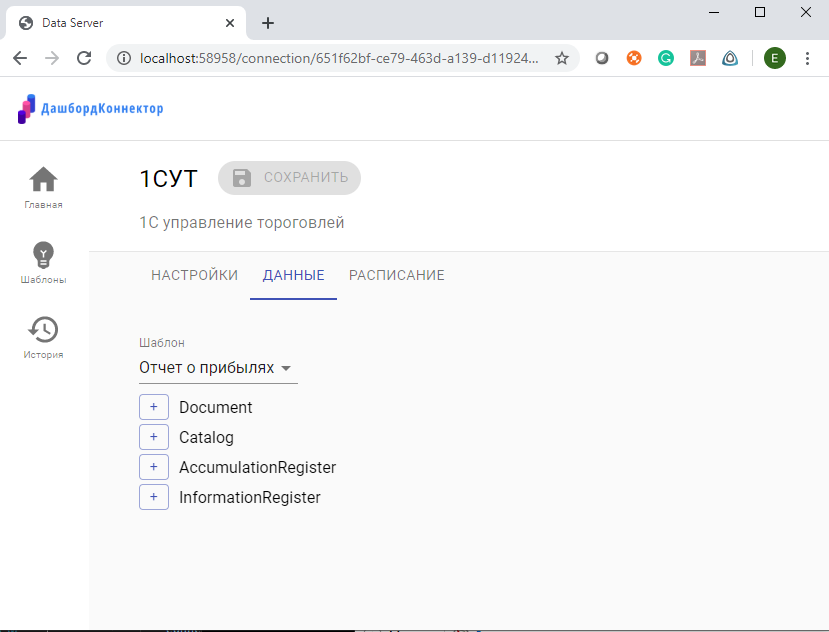 Data Server
localhost:58958/connection/651f62bf-ce79-463d-a139-d11924...
E
ДашбордКоннектор
Главная
Шаблоны
История
1СУТ
СОХРАНИТЬ
1С управление тороговлей
НАСТРОЙКИ ДАННЫЕ РАСПИСАНИЕ
Шаблон
Отчет о прибылях
+ Document
+ Catalog
+ AccumulationRegister
+ InformationRegister